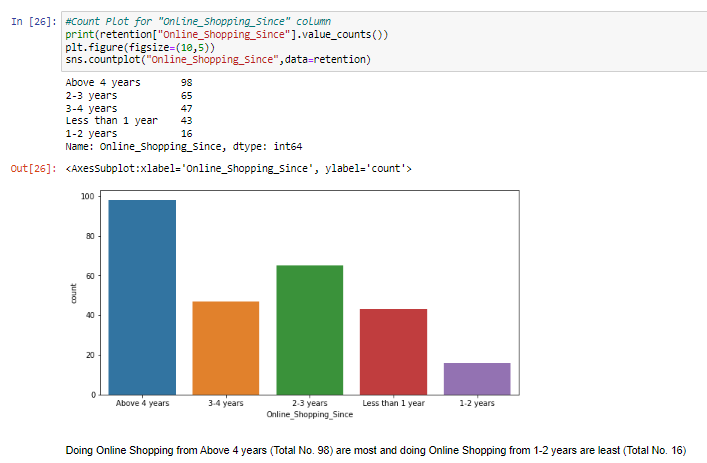 In [26]: #Count Plot for "Online_Shopping_Since" column
print(retention["Online_Shopping_Since"].value_counts())
plt.figure(figsize=(10,5))
sns.countplot("Online_Shopping_Since",data=retention)
Above 4 years 98
2-3 years 65
3-4 years 47
Less than 1 year 43
1-2 years 16
Name: Online_Shopping_Since, dtype: int64
Out[26]: <AxesSubplot:xlabel='Online_Shopping_Since', ylabel='count'>
100
80
60
40
20
0
count
Above 4 years 3-4 years 2-3 years Less than 1 year 1-2 years
Online_Shopping_Since
Doing Online Shopping from Above 4 years (Total No. 98) are most and doing Online Shopping from 1-2 years are least (Total No. 16)